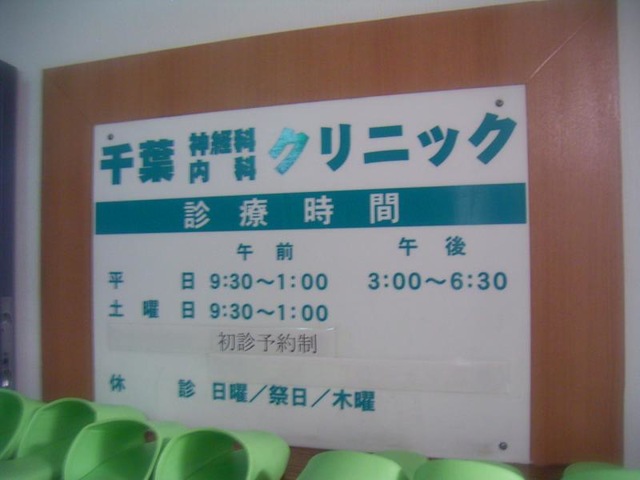 千葉 神経科 内科 クリニック
診療時間
午前 午後
平日 9:30～1:00 3:00～6:30
土曜日 9:30～1:00
初診予約制
休診 日曜／祭日／木曜